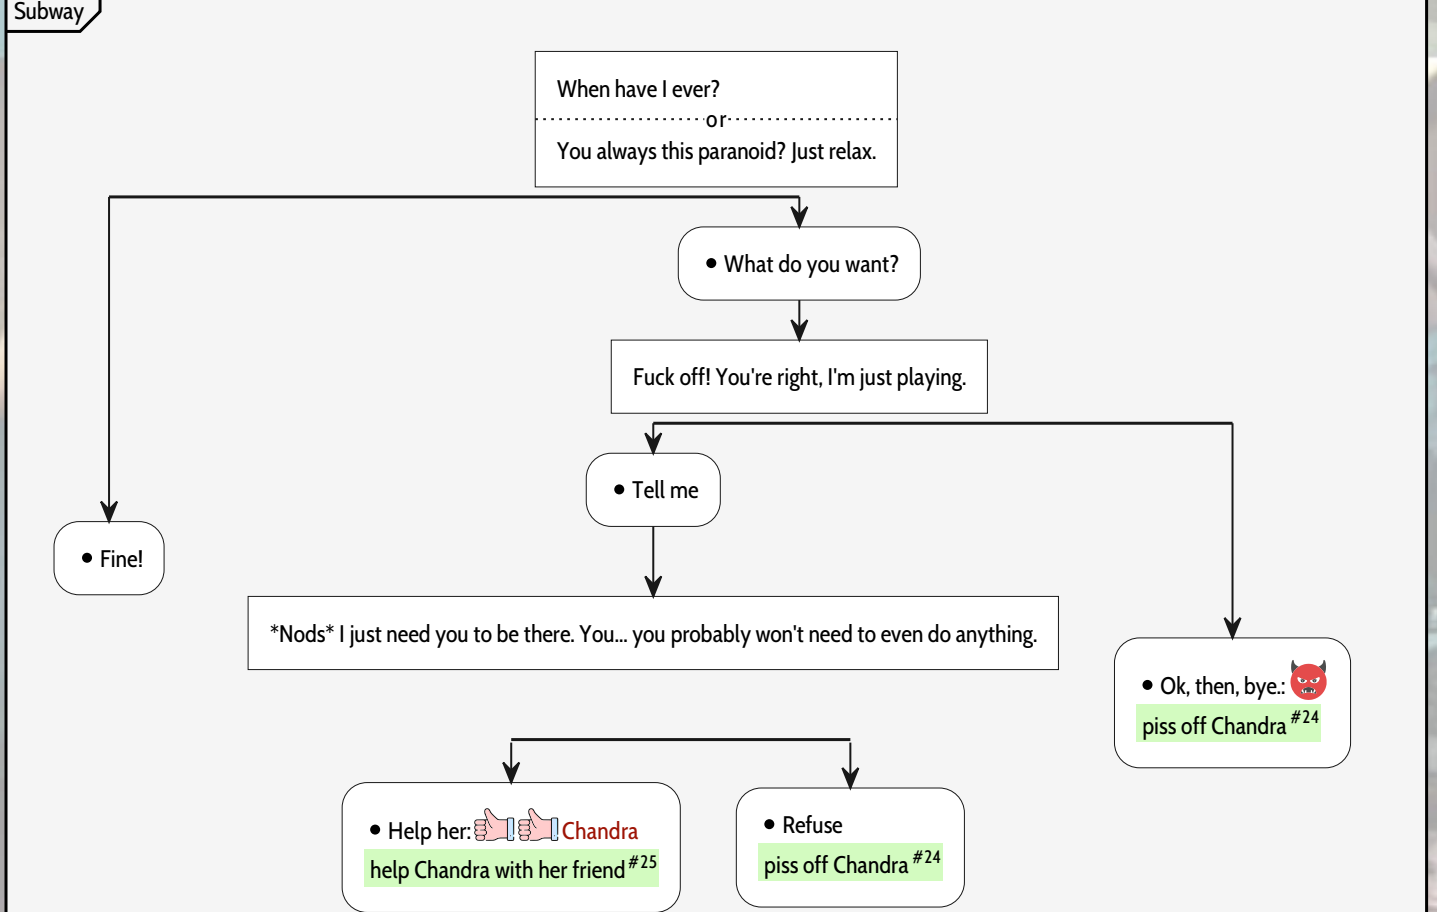 Subway
When have I ever?
or
You always this paranoid? Just relax.
• What do you want?
Fuck off! You're right, I'm just playing.
• Tell me
• Fine!
*Nods* I just need you to be there. You... you probably won't need to even do anything.
• Ok, then, bye.:
piss off Chandra #24
• Help her: Chandra
help Chandra with her friend #25
• Refuse
piss off Chandra #24